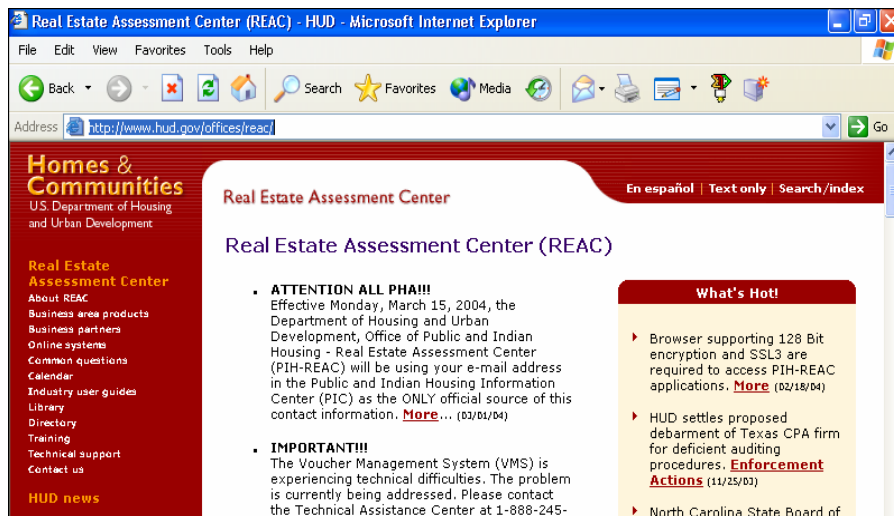 Real Estate Assessment Center (REAC) - HUD - Microsoft Internet Explorer
File Edit View Favorites Tools Help
Back Search Favorites Media
Address http://www.hud.gov/offices/reac/ Go
Homes &
Communities
U.S. Department of Housing
and Urban Development
Real Estate Assessment Center
En español | Text only | Search/index
Real Estate
Assessment Center
About REAC
Business area products
Business partners
Online systems
Common questions
Calendar
Industry user guides
Library
Directory
Training
Technical support
Contact us
HUD news
Real Estate Assessment Center (REAC)
ATTENTION ALL PHA!!!
Effective Monday, March 15, 2004, the
Department of Housing and Urban
Development, Office of Public and Indian
Housing - Real Estate Assessment Center
(PIH-REAC) will be using your e-mail address
in the Public and Indian Housing Information
Center (PIC) as the ONLY official source of this
contact information. More... (03/01/04)
IMPORTANT!!!
The Voucher Management System (VMS) is
experiencing technical difficulties. The problem
is currently being addressed. Please contact
the Technical Assistance Center at 1-888-245-
What's Hot!
Browser supporting 128 Bit
encryption and SSL3 are
required to access PIH-REAC
applications. More (02/18/04)
HUD settles proposed
debarment of Texas CPA firm
for deficient auditing
procedures. Enforcement
Actions (11/25/03)
North Carolina State Board of